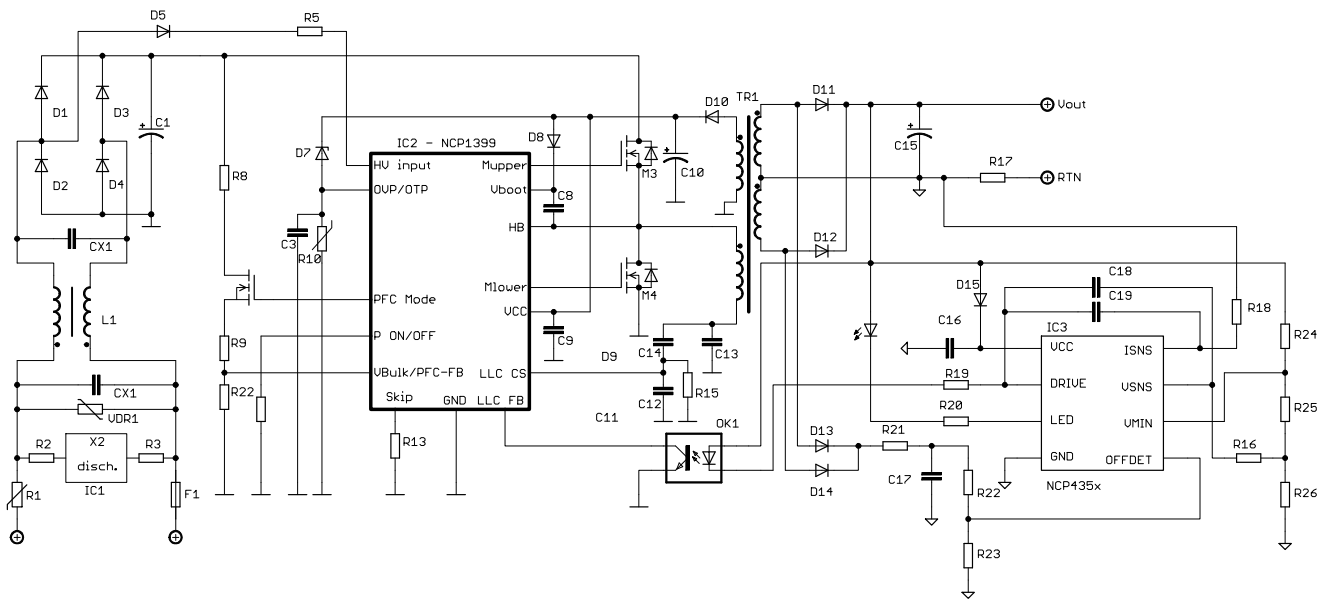 D5
R5
D1
D3
C1
D2
D4
CX1
L1
CX1
VDR1
R2
X2
disch.
R3
IC1
R1
F1
R8
R9
R22
D7
C3
R10
IC2 - NCP1399
HV input
OVP/OTP
PFC Mode
P ON/OFF
VBulk/PFC-FB
Skip
GND
LLC FB
LLC CS
VCC
Mlower
HB
Vboot
Mupper
R13
D8
C8
C9
D9
C11
M3
M4
C10
D10
TR1
C14
C13
C12
R15
OK1
D11
D12
C15
Vout
R17
RTN
D13
D14
R21
C17
R22
R23
D15
C16
C18
C19
R18
R19
R20
IC3
VCC
ISNS
DRIVE
VSNS
LED
VMIN
GND
OFFDET
NCP435x
R24
R25
R16
R26